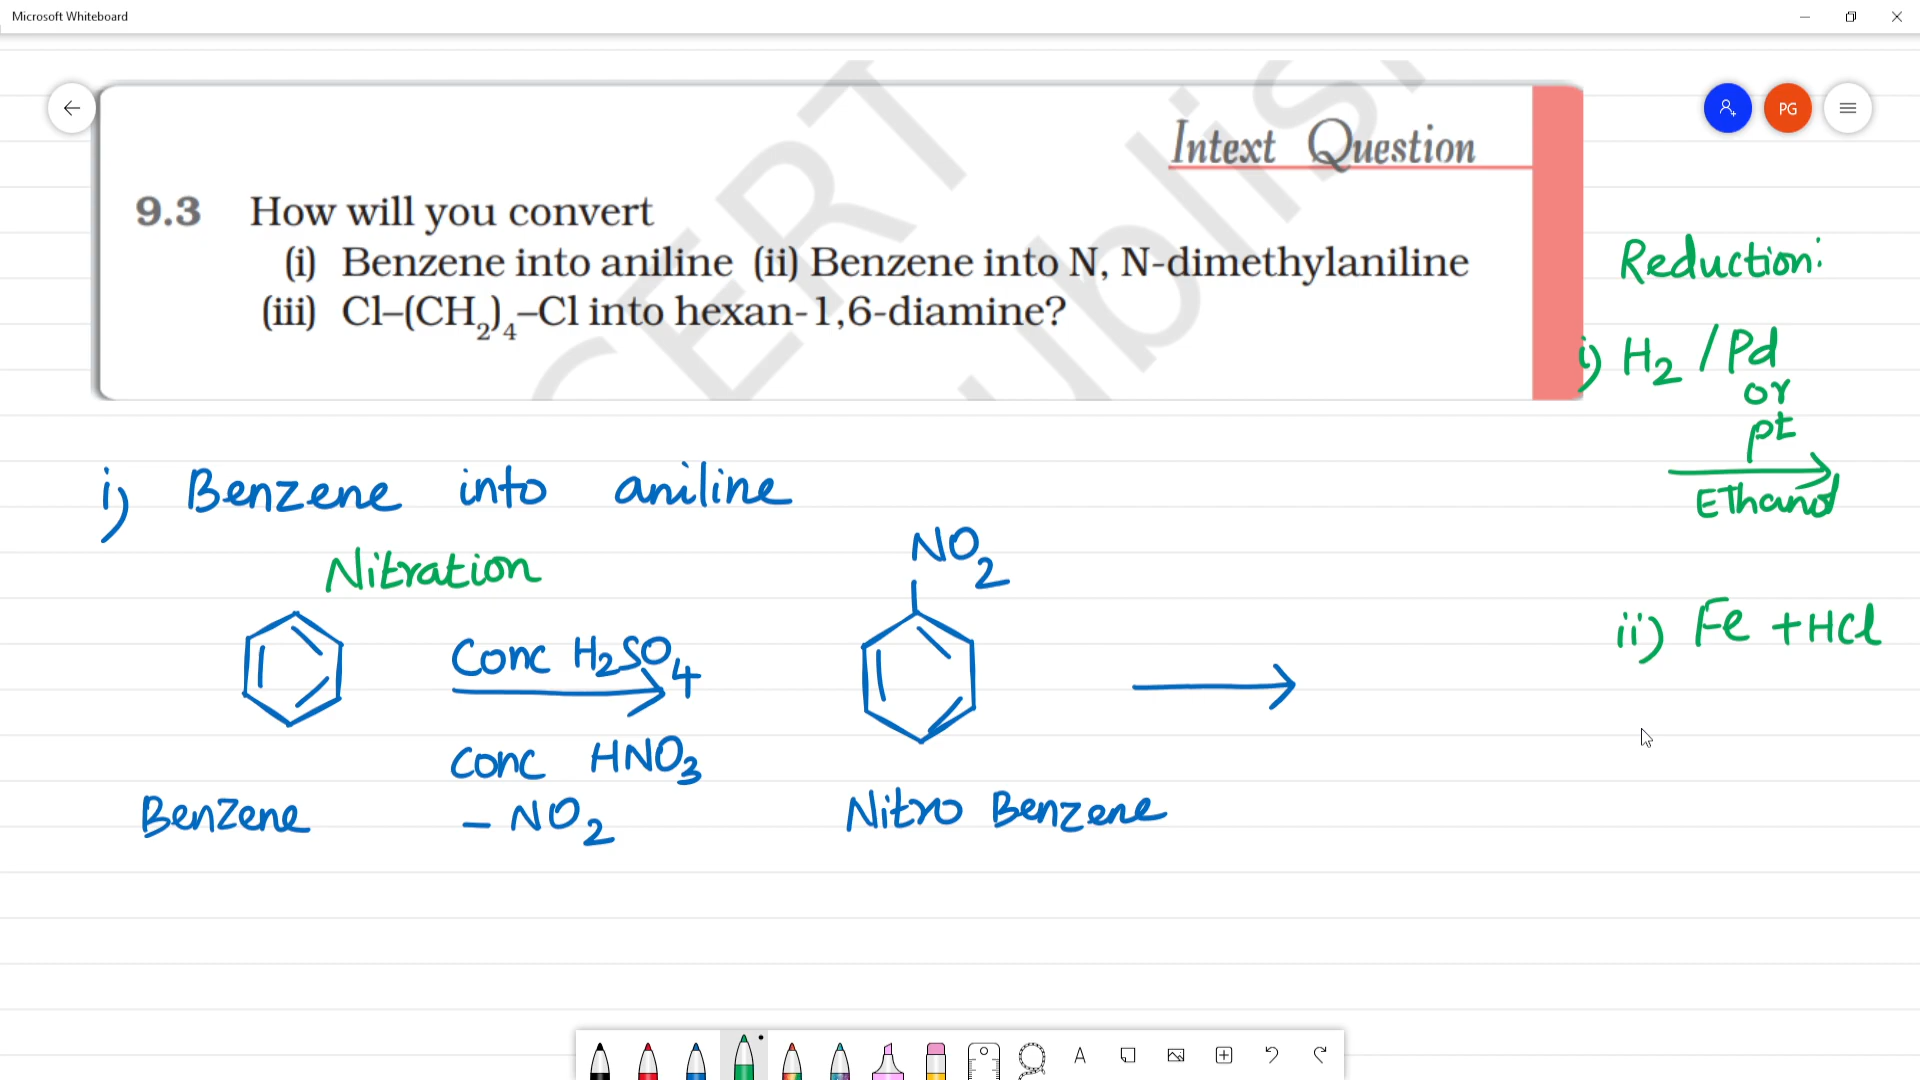 Microsoft Whiteboard
PG
Intext Question
9.3 How will you convert
(i) Benzene into aniline (ii) Benzene into N, N-dimethylaniline
(iii) Cl–(CH₂)₄–Cl into hexan-1,6-diamine?
Reduction:
i) H₂ / Pd
or
pt
Ethanol
ii) Fe + HCl
i) Benzene into aniline
Nitration
Conc H₂SO₄
Conc HNO₃
– NO₂
Benzene
NO₂
Nitro Benzene
A